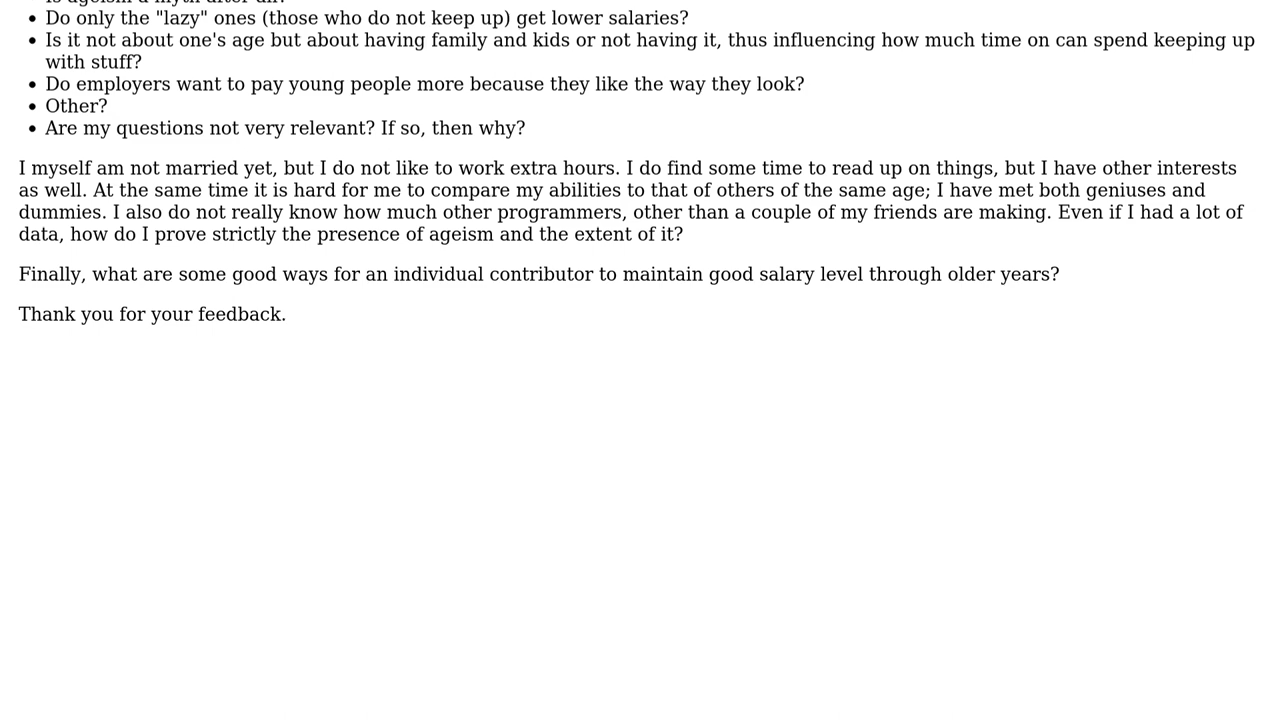 Is ageism a myth after all?
• Do only the "lazy" ones (those who do not keep up) get lower salaries?
• Is it not about one's age but about having family and kids or not having it, thus influencing how much time on can spend keeping up
with stuff?
• Do employers want to pay young people more because they like the way they look?
• Other?
• Are my questions not very relevant? If so, then why?
I myself am not married yet, but I do not like to work extra hours. I do find some time to read up on things, but I have other interests
as well. At the same time it is hard for me to compare my abilities to that of others of the same age; I have met both geniuses and
dummies. I also do not really know how much other programmers, other than a couple of my friends are making. Even if I had a lot of
data, how do I prove strictly the presence of ageism and the extent of it?
Finally, what are some good ways for an individual contributor to maintain good salary level through older years?
Thank you for your feedback.